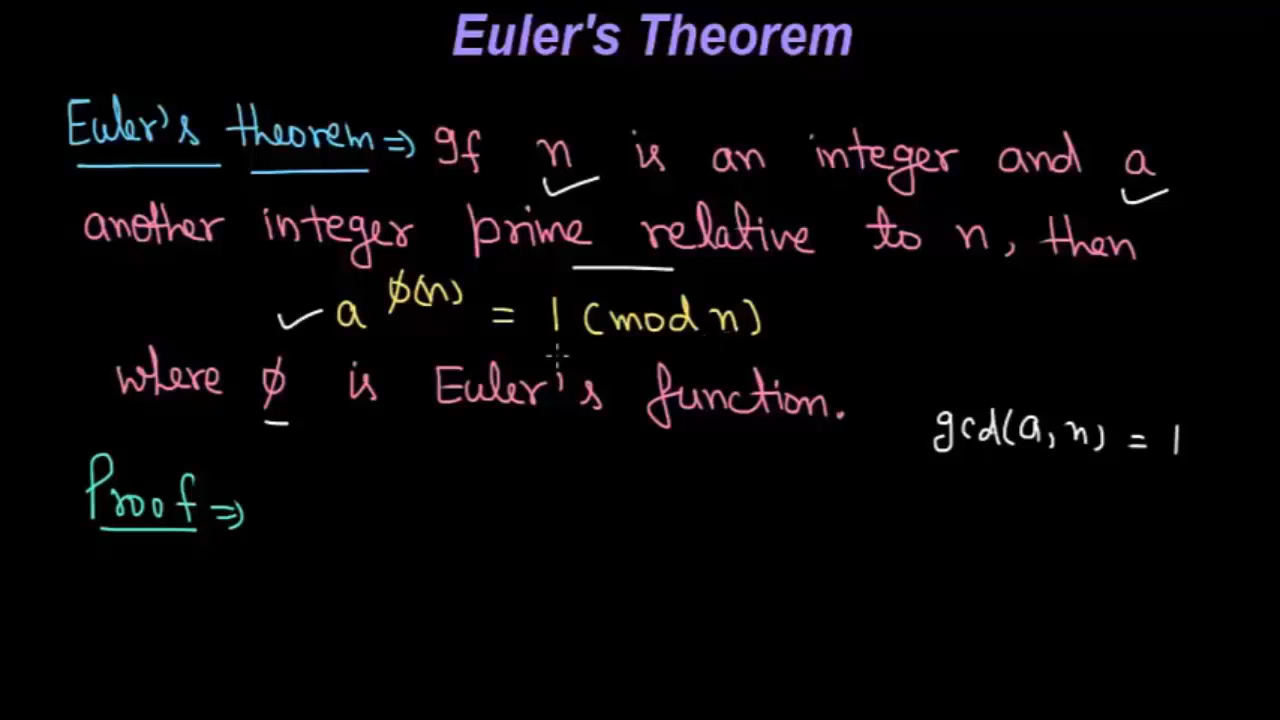 Euler's Theorem
Euler's theorem ⇒ If n is an integer and a
another integer prime relative to n, then
a^ϕ(n) = 1 (mod n)
where ϕ is Euler's function.
gcd(a, n) = 1
Proof ⇒